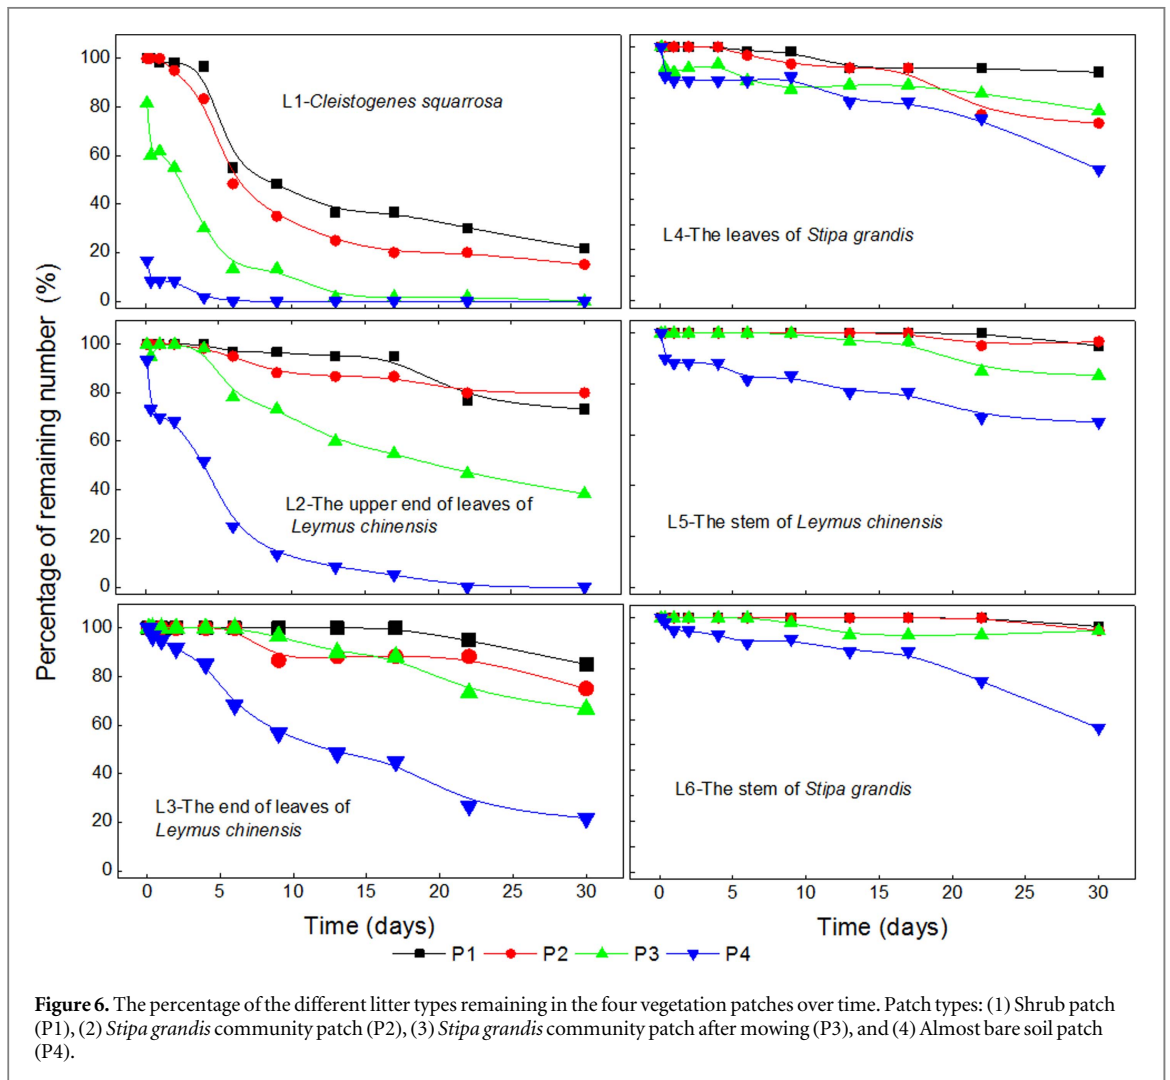 Percentage of remaining number (%)
100
80
60
40
20
0
L1-Cleistogenes squarrosa
L4-The leaves of Stipa grandis
100
80
60
40
20
0
L2-The upper end of leaves of
Leymus chinensis
L5-The stem of Leymus chinensis
100
80
60
40
20
0
L3-The end of leaves of
Leymus chinensis
L6-The stem of Stipa grandis
0 5 10 15 20 25 30
0 5 10 15 20 25 30
Time (days)
Time (days)
P1 P2 P3 P4
Figure 6. The percentage of the different litter types remaining in the four vegetation patches over time. Patch types: (1) Shrub patch
(P1), (2) Stipa grandis community patch (P2), (3) Stipa grandis community patch after mowing (P3), and (4) Almost bare soil patch
(P4).